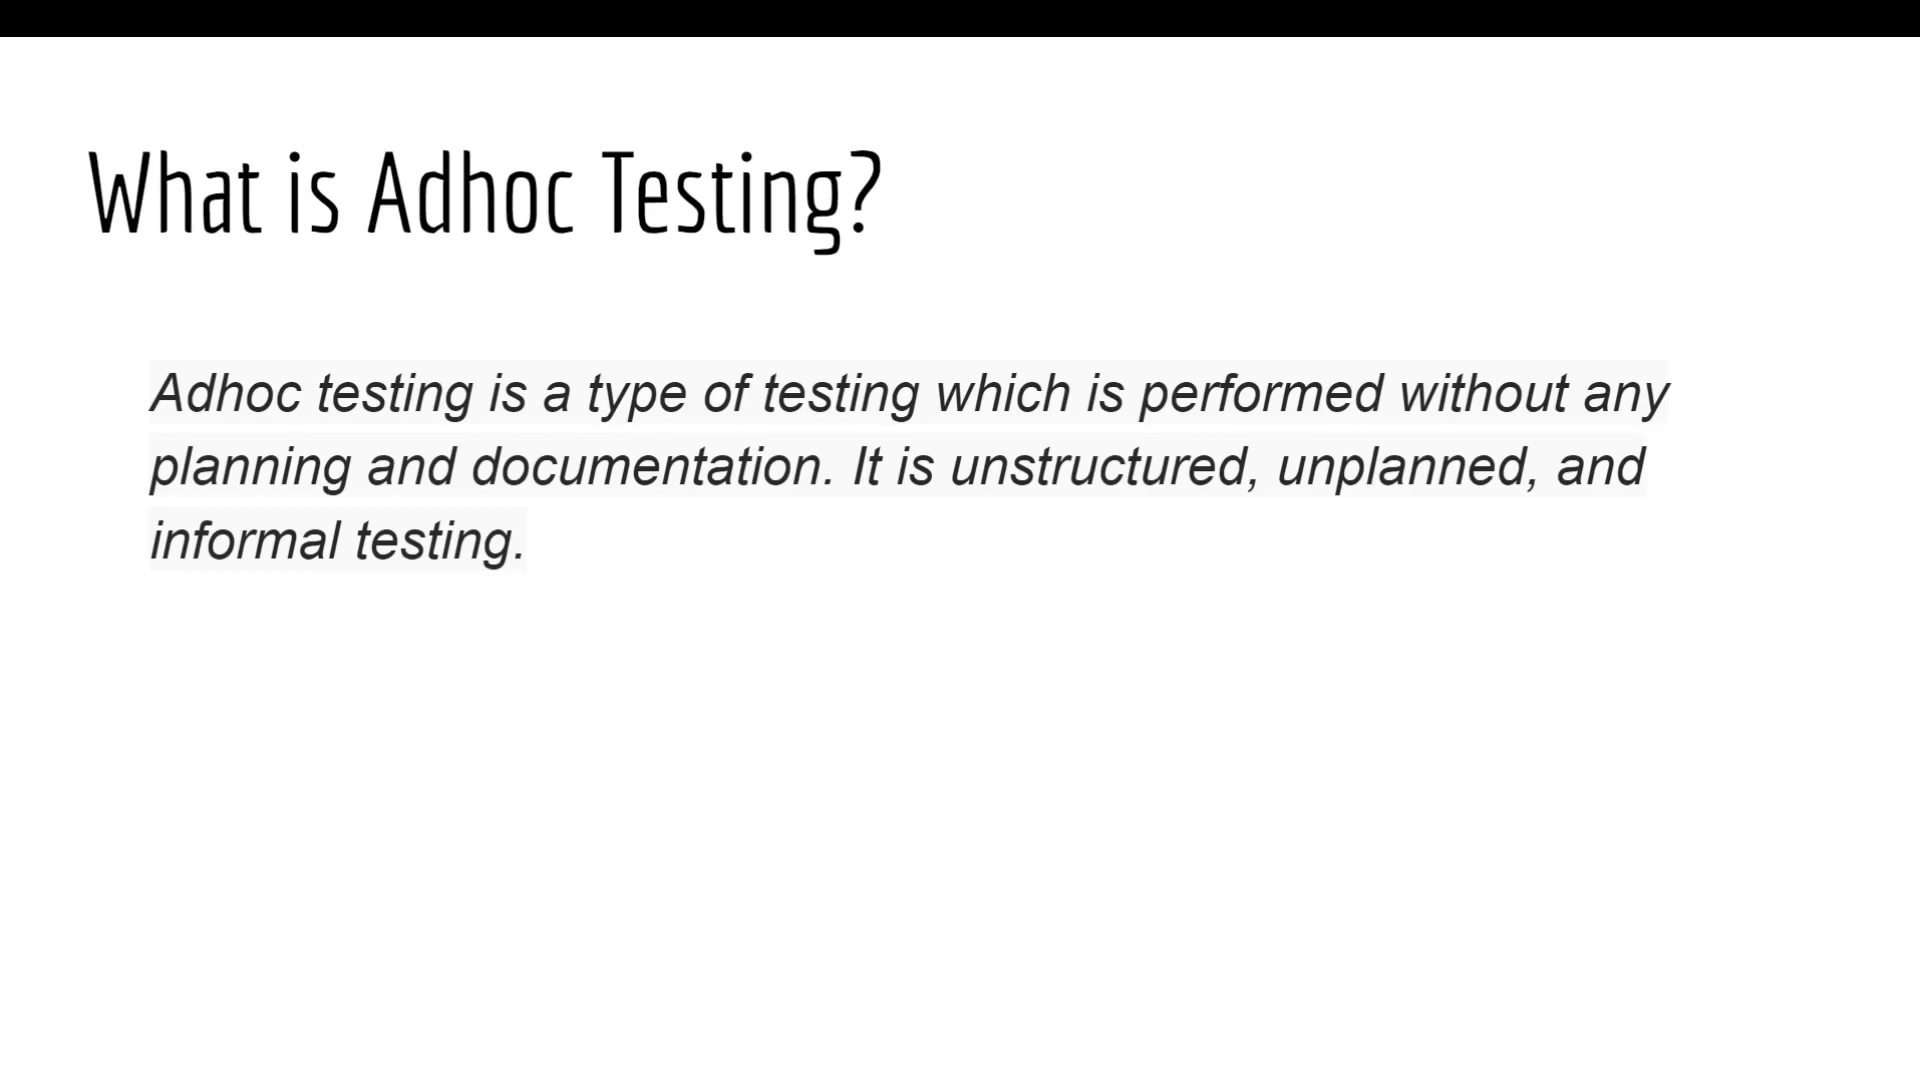 What is Adhoc Testing?
Adhoc testing is a type of testing which is performed without any
planning and documentation. It is unstructured, unplanned, and
informal testing.